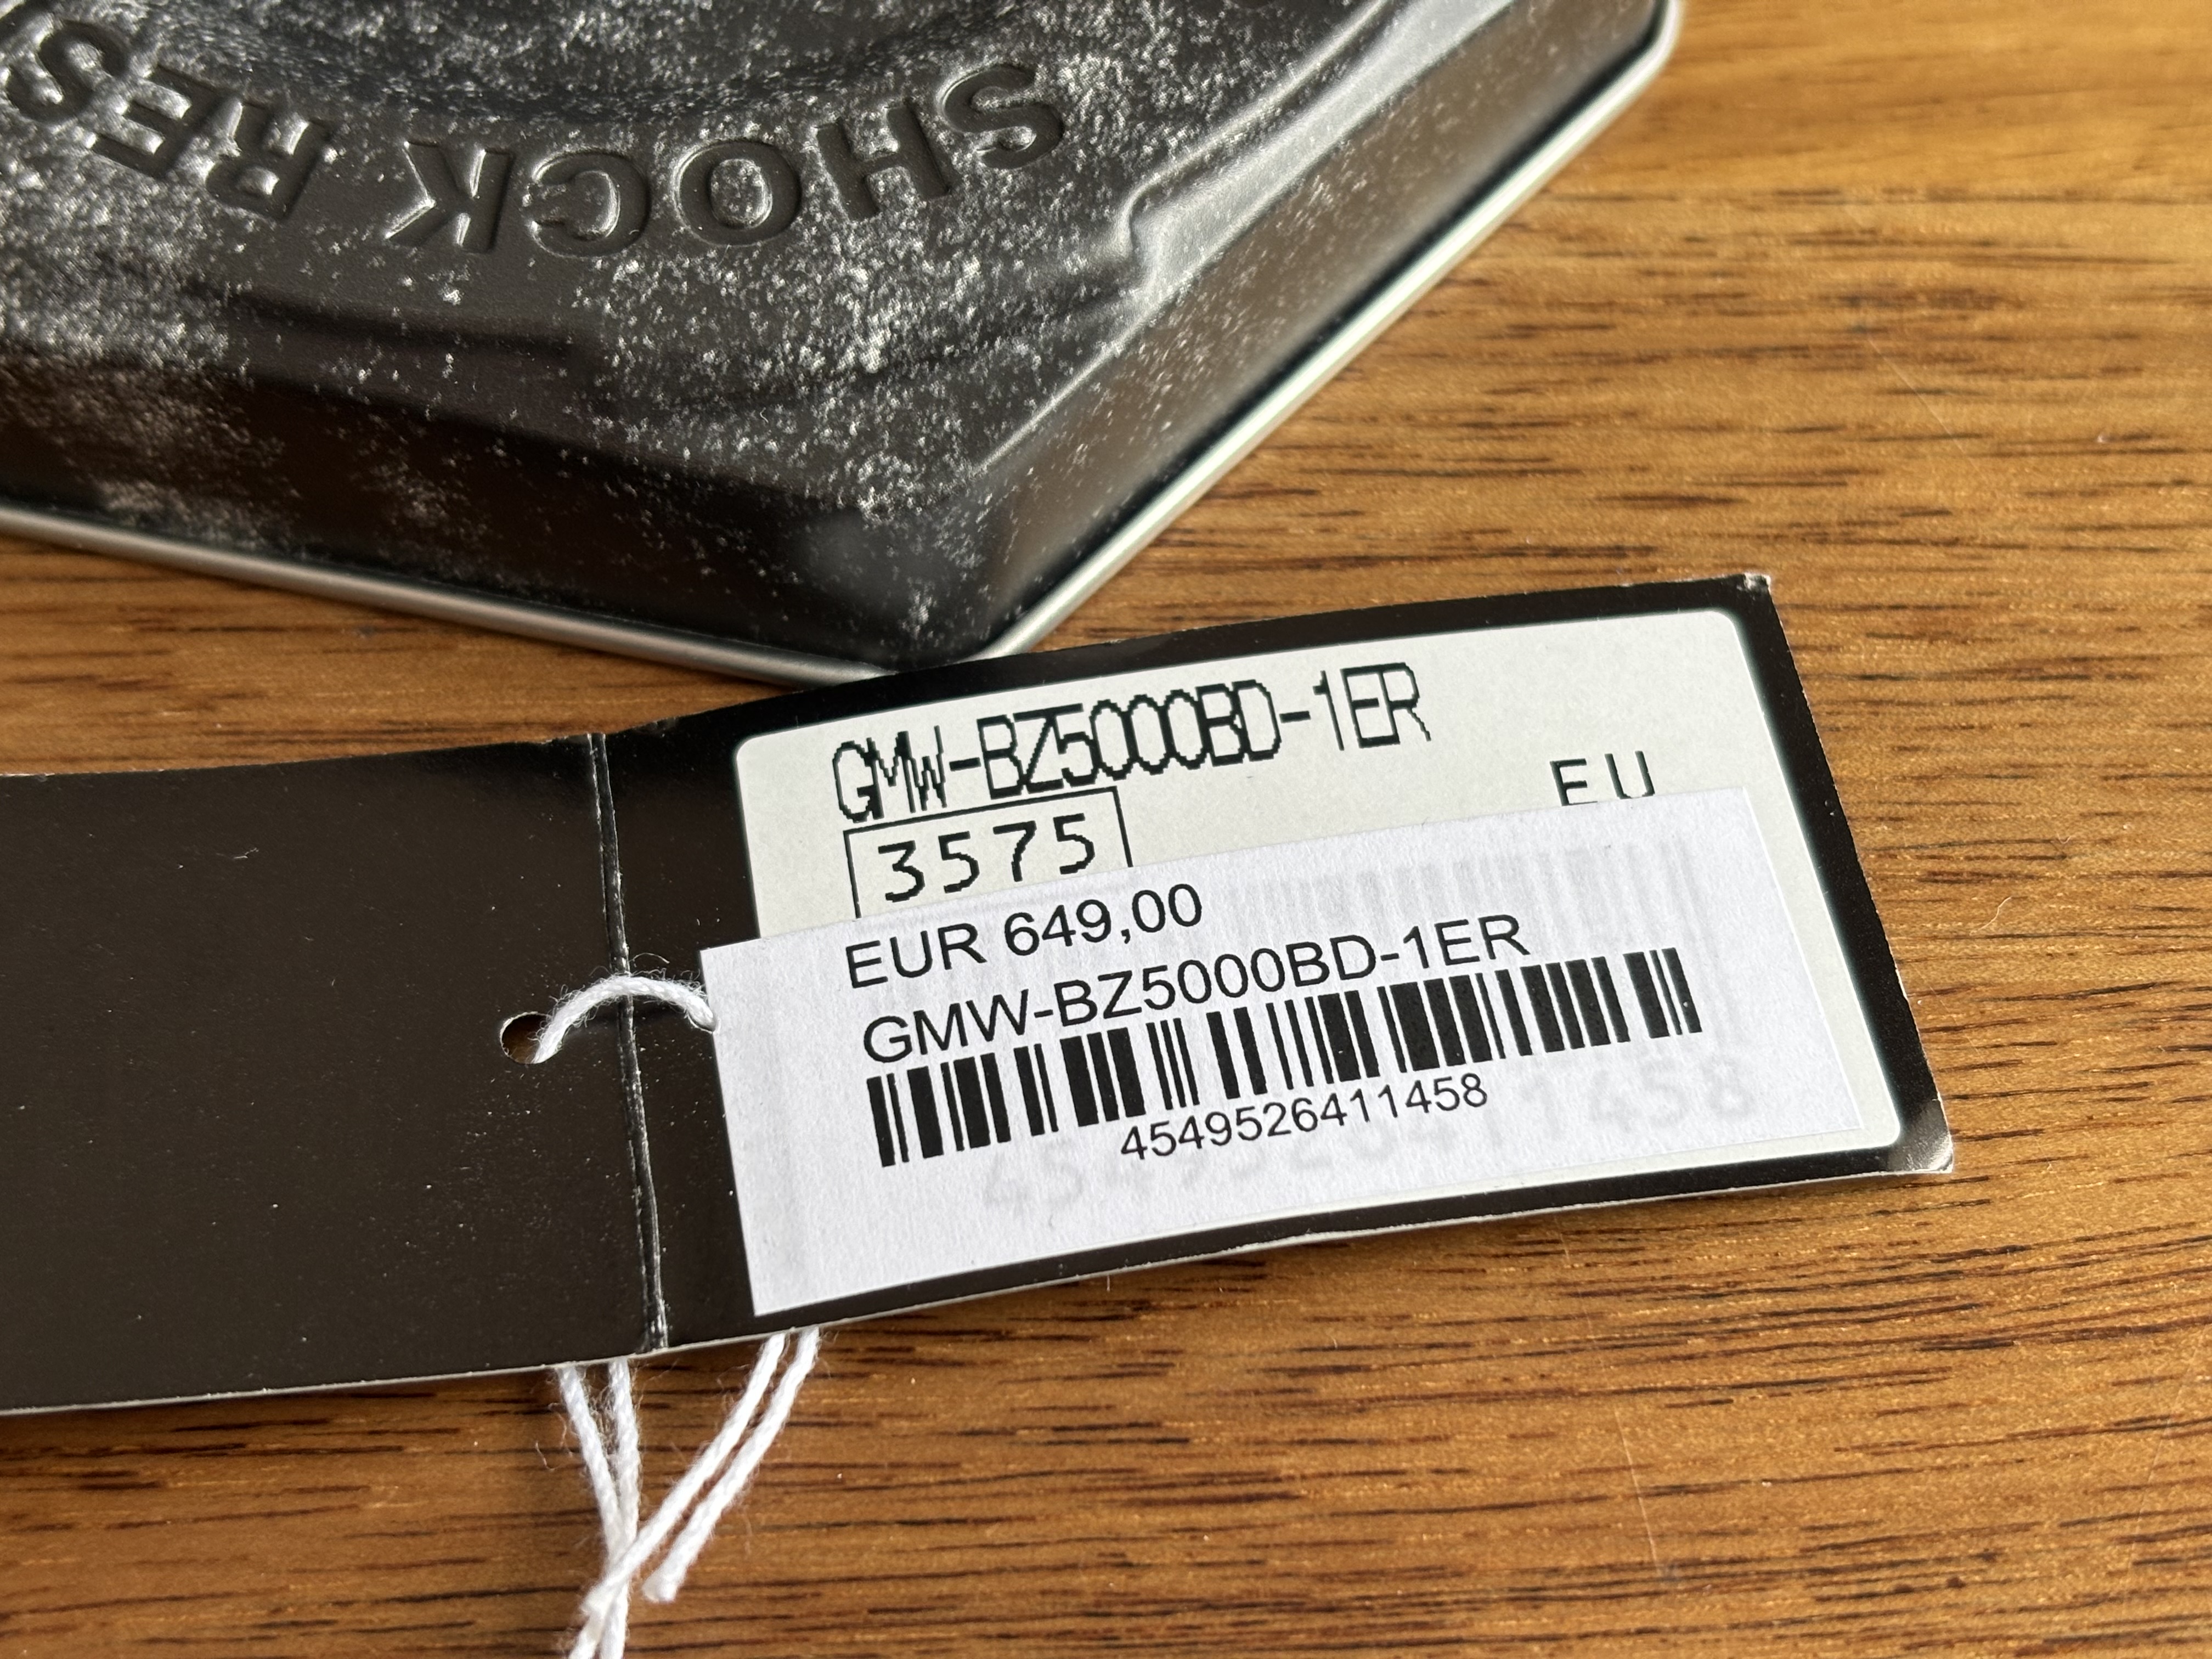 SHOCK RES
GMW-BZ5000BD-1ER
EU
3575
EUR 649,00
GMW-BZ5000BD-1ER
4549526411458